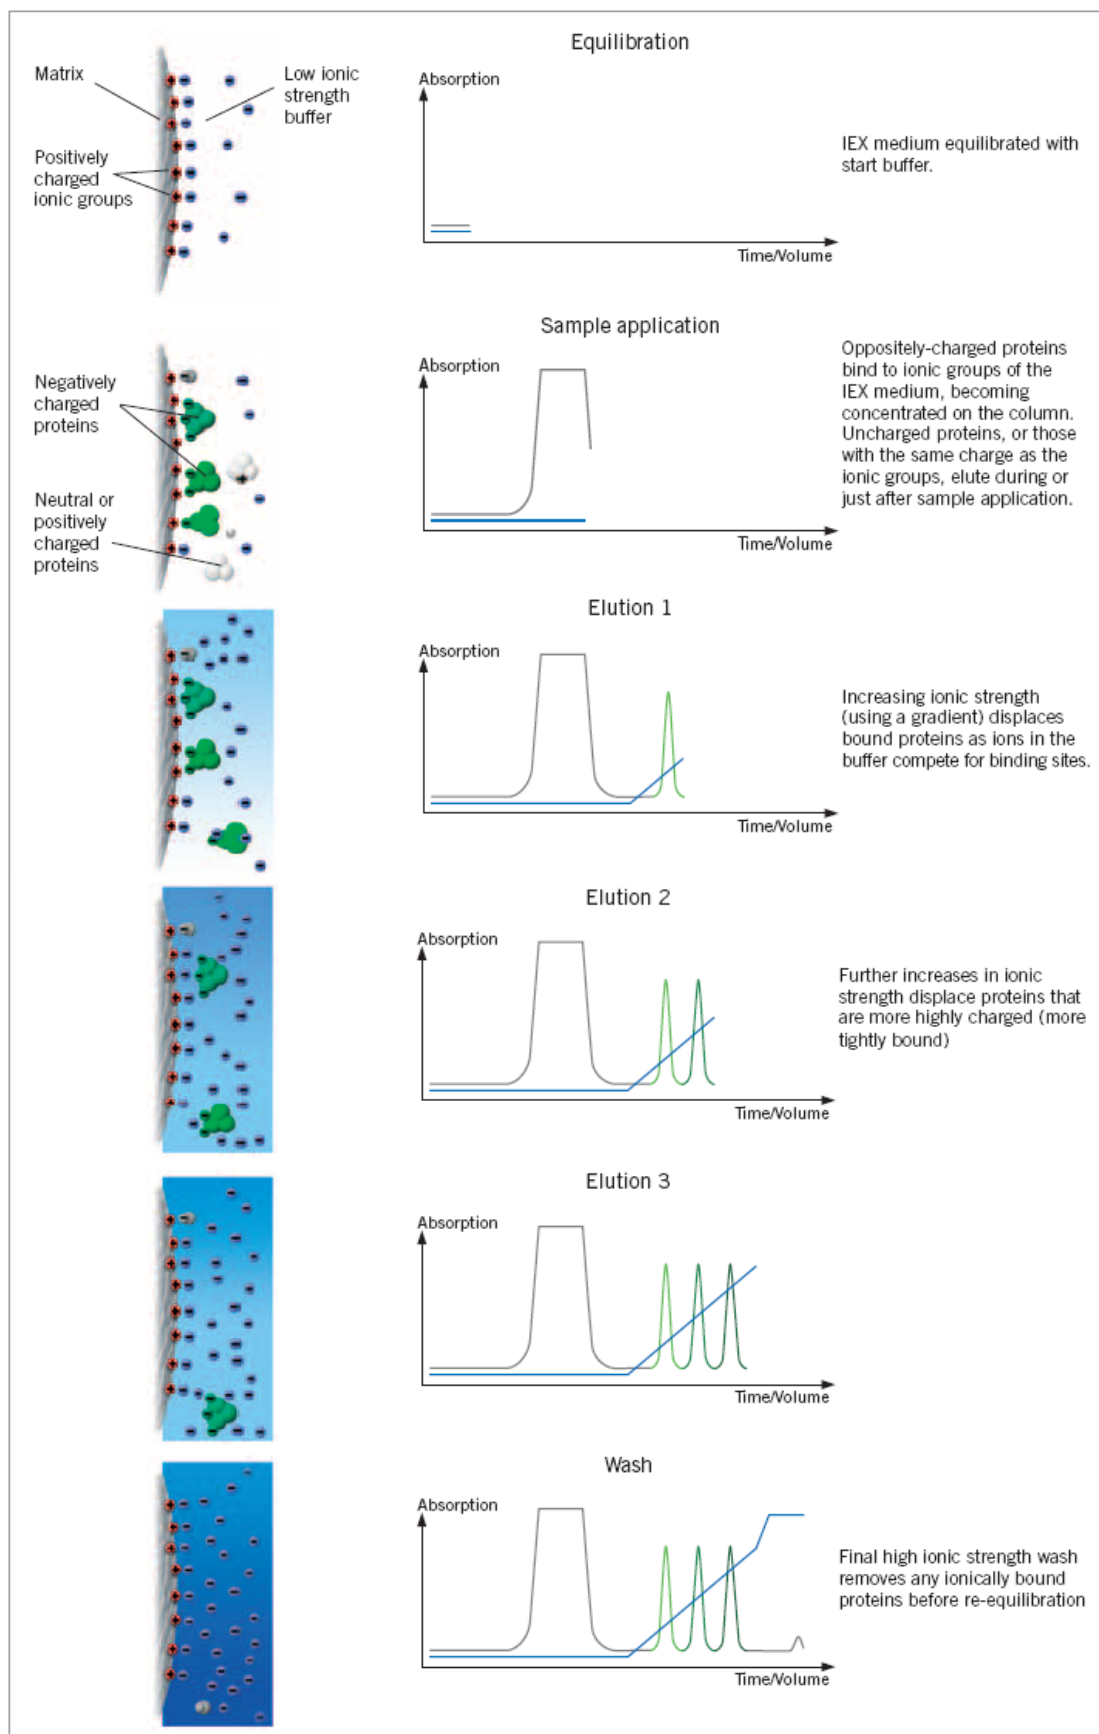 Equilibration
Matrix
Low ionic
strength
buffer
Positively
charged
ionic groups
Absorption
Time/Volume
IEX medium equilibrated with
start buffer.
Sample application
Negatively
charged
proteins
Neutral or
positively
charged
proteins
Absorption
Time/Volume
Oppositely-charged proteins
bind to ionic groups of the
IEX medium, becoming
concentrated on the column.
Uncharged proteins, or those
with the same charge as the
ionic groups, elute during or
just after sample application.
Elution 1
Absorption
Time/Volume
Increasing ionic strength
(using a gradient) displaces
bound proteins as ions in the
buffer compete for binding sites.
Elution 2
Absorption
Time/Volume
Further increases in ionic
strength displace proteins that
are more highly charged (more
tightly bound)
Elution 3
Absorption
Time/Volume
Wash
Absorption
Time/Volume
Final high ionic strength wash
removes any ionically bound
proteins before re-equilibration